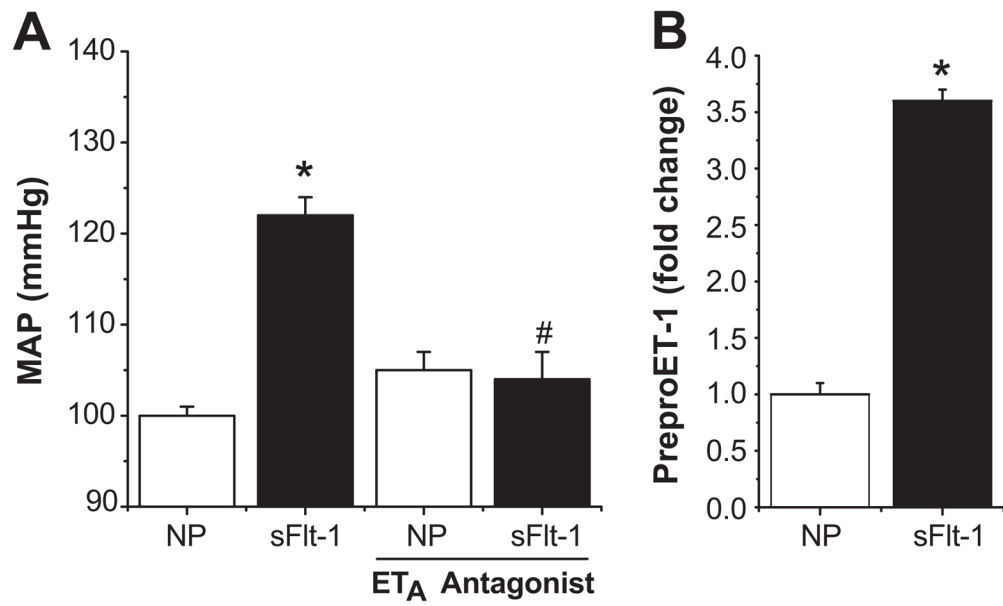 A
MAP (mmHg)
140
130
120
110
100
90
*
#
NP
sFlt-1
NP
sFlt-1
ETA Antagonist
B
PreproET-1 (fold change)
4.0
3.5
3.0
2.5
2.0
1.5
1.0
0.5
0.0
*
NP
sFlt-1